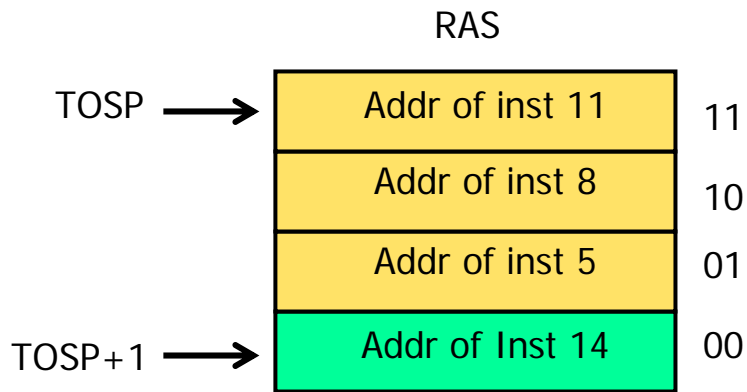 RAS
TOSP Addr of inst 11 11
Addr of inst 8 10
Addr of inst 5 01
TOSP+1 Addr of Inst 14 00